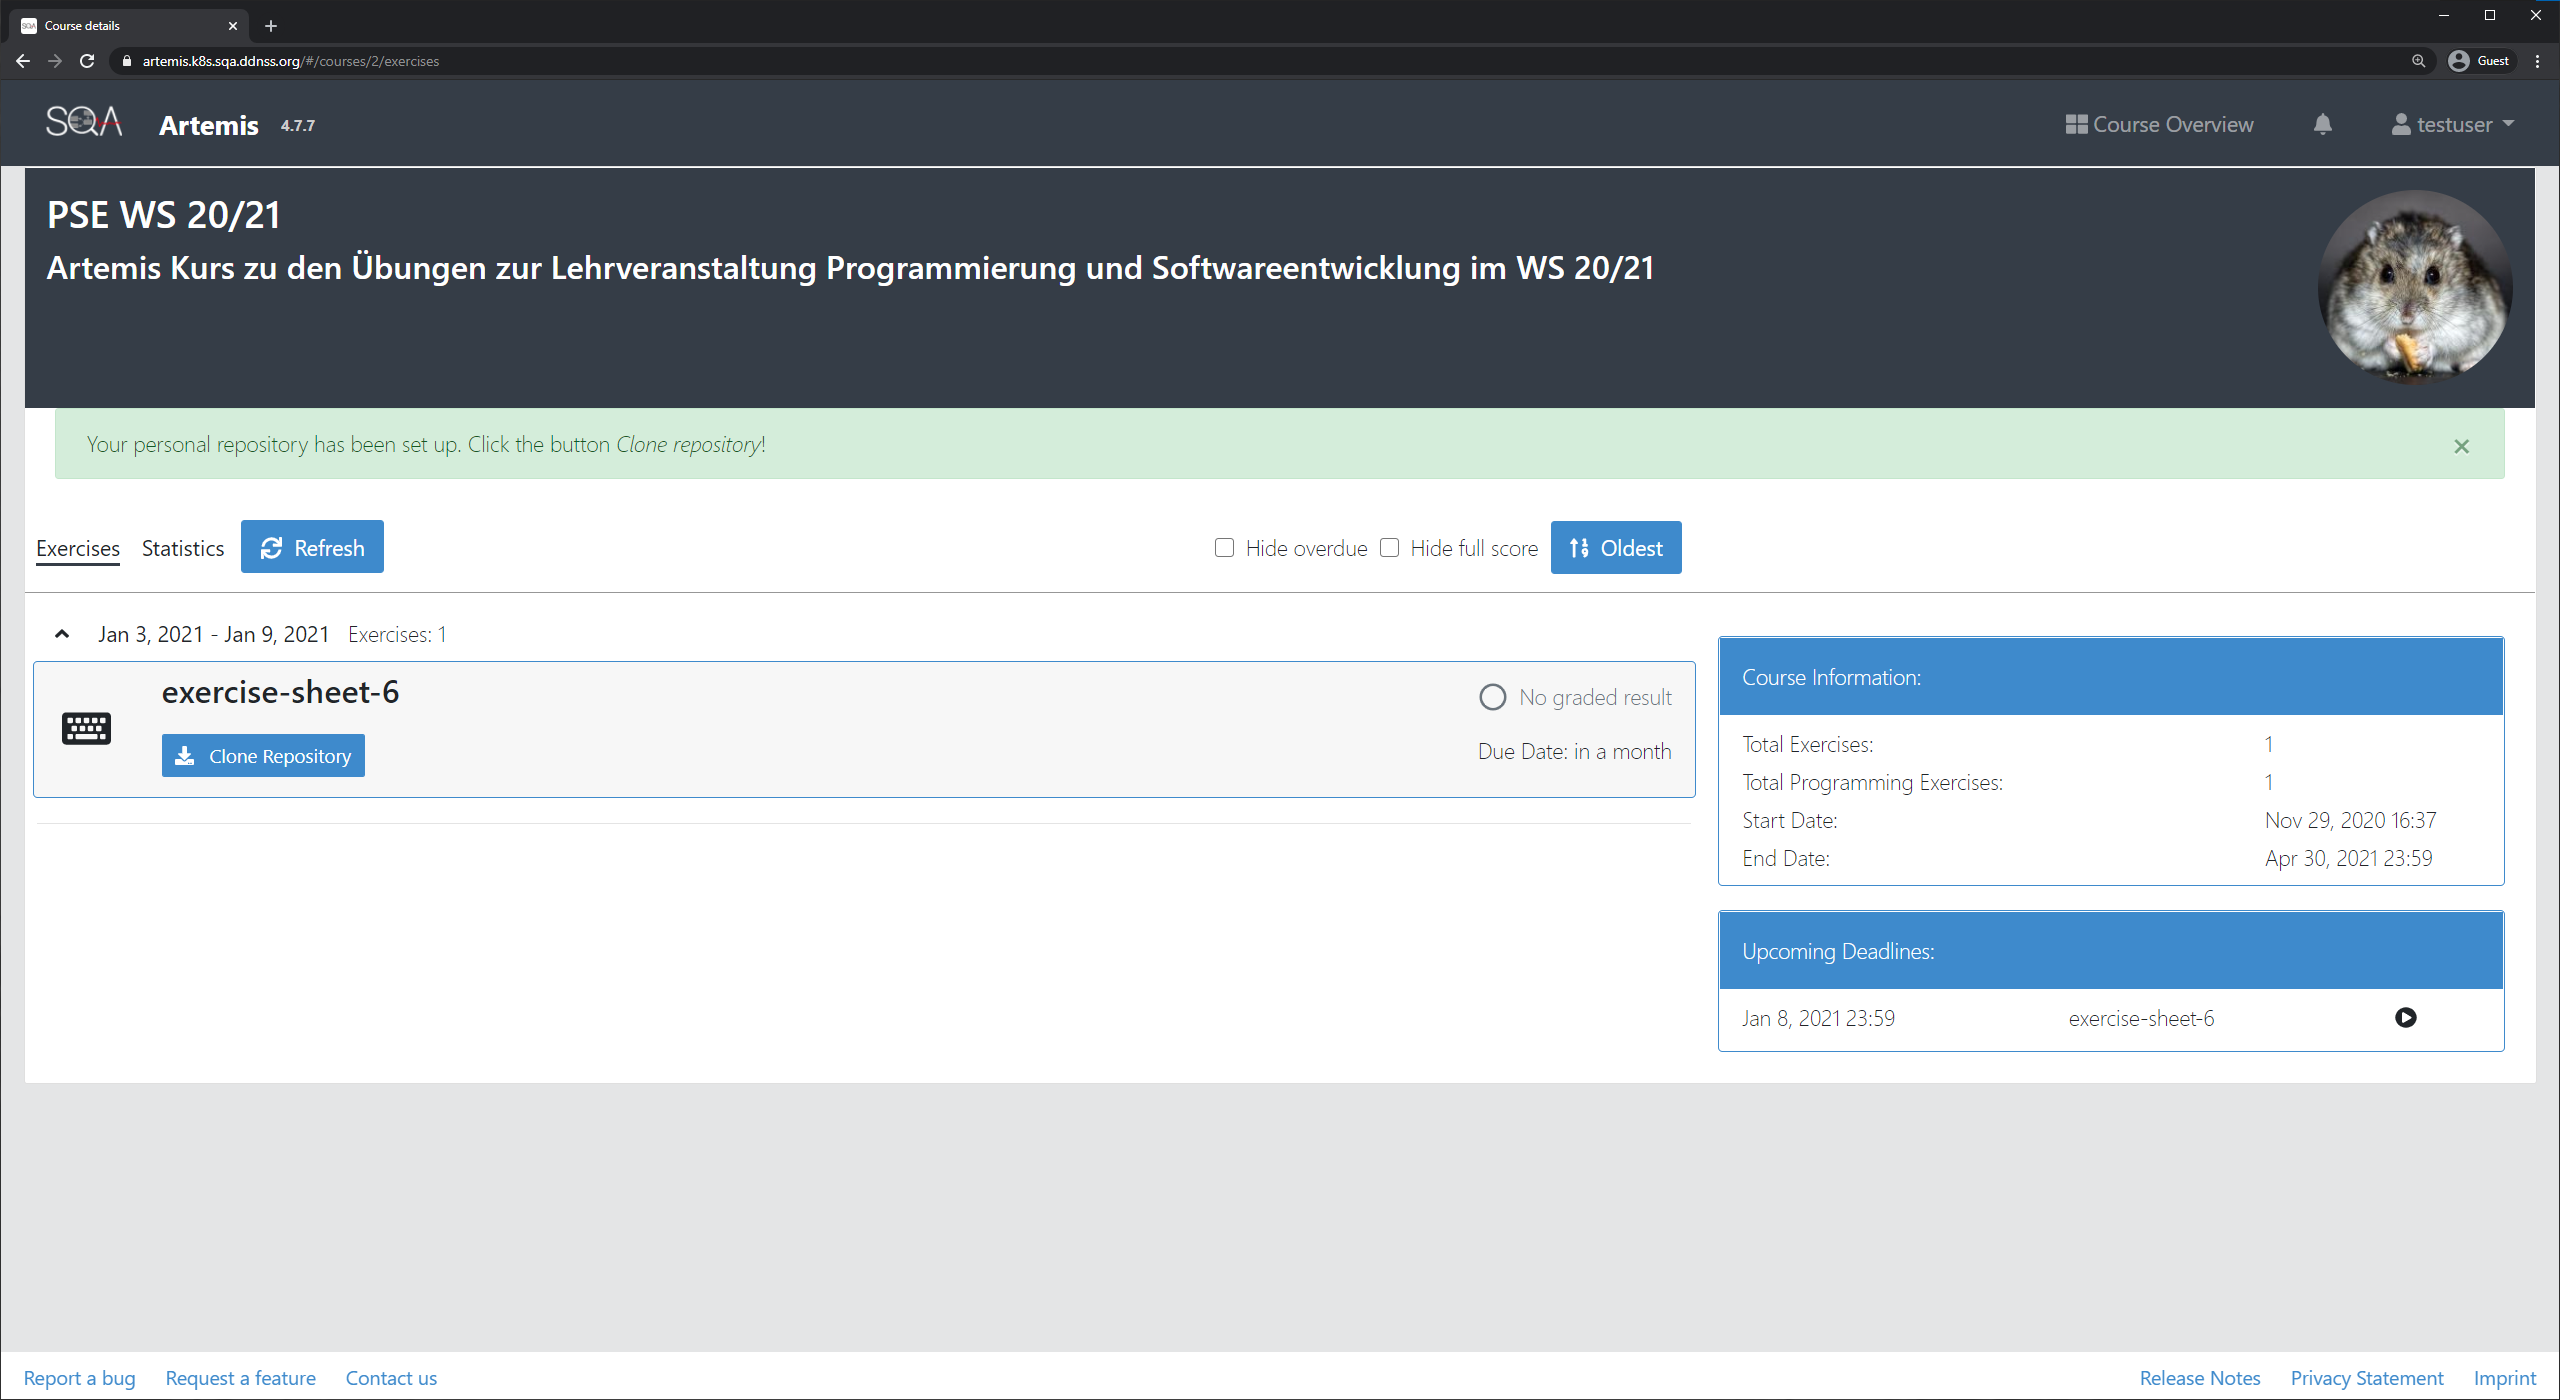 Course details
artemis.k8s.sqa.ddnss.org/#/courses/2/exercises
Guest
SQA
Artemis 4.7.7
Course Overview
testuser
PSE WS 20/21
Artemis Kurs zu den Übungen zur Lehrveranstaltung Programmierung und Softwareentwicklung im WS 20/21
Your personal repository has been set up. Click the button Clone repository!
Exercises Statistics Refresh
Hide overdue Hide full score Oldest
Jan 3, 2021 - Jan 9, 2021 Exercises: 1
exercise-sheet-6
No graded result
Clone Repository
Due Date: in a month
Course Information:
Total Exercises: 1
Total Programming Exercises: 1
Start Date: Nov 29, 2020 16:37
End Date: Apr 30, 2021 23:59
Upcoming Deadlines:
Jan 8, 2021 23:59 exercise-sheet-6
Report a bug Request a feature Contact us
Release Notes Privacy Statement Imprint